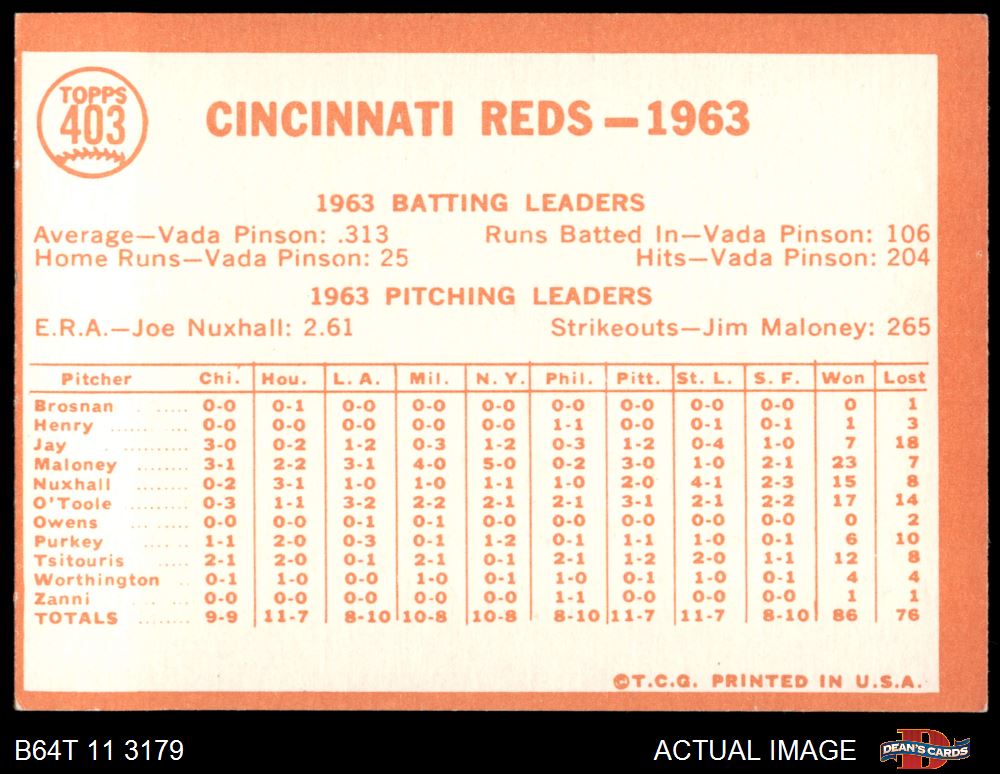 TOPPS
403
CINCINNATI REDS—1963
1963 BATTING LEADERS
Average—Vada Pinson: .313 Runs Batted In—Vada Pinson: 106
Home Runs—Vada Pinson: 25 Hits—Vada Pinson: 204
1963 PITCHING LEADERS
E.R.A.—Joe Nuxhall: 2.61 Strikeouts—Jim Maloney: 265
Pitcher Chi. Hou. L. A. Mil. N. Y. Phil. Pitt. St. L. S. F. Won Lost
Brosnan ..... 0-0 0-1 0-0 0-0 0-0 0-0 0-0 0-0 0-0 0 1
Henry ........ 0-0 0-0 0-0 0-0 0-0 1-1 0-0 0-1 0-1 1 3
Jay ........ 3-0 0-2 1-2 0-3 1-2 0-3 1-2 0-4 1-0 7 18
Maloney ........ 3-1 2-2 3-1 4-0 5-0 0-2 3-0 1-0 2-1 23 7
Nuxhall ........ 0-2 3-1 1-0 1-0 1-1 1-0 2-0 4-1 2-3 15 8
O'Toole ........ 0-3 1-1 3-2 2-2 2-1 2-1 3-1 2-1 2-2 17 14
Owens ........ 0-0 0-0 0-1 0-1 0-0 0-0 0-0 0-0 0-0 0 2
Purkey ..... 1-1 2-0 0-3 0-1 1-2 0-1 1-1 1-0 0-1 6 10
Tsitouris ........ 2-1 2-0 0-1 2-1 0-1 2-1 1-2 2-0 1-1 12 8
Worthington .. 0-1 1-0 0-0 1-0 0-1 1-0 0-1 1-0 0-1 4 4
Zanni ........ 0-0 0-0 0-0 0-0 0-0 1-1 0-0 0-0 0-0 1 1
TOTALS ........ 9-9 11-7 8-10 10-8 10-8 8-10 11-7 11-7 8-10 86 76
©T.C.G. PRINTED IN U.S.A.
B64T 11 3179 ACTUAL IMAGE DEAN'S CARDS